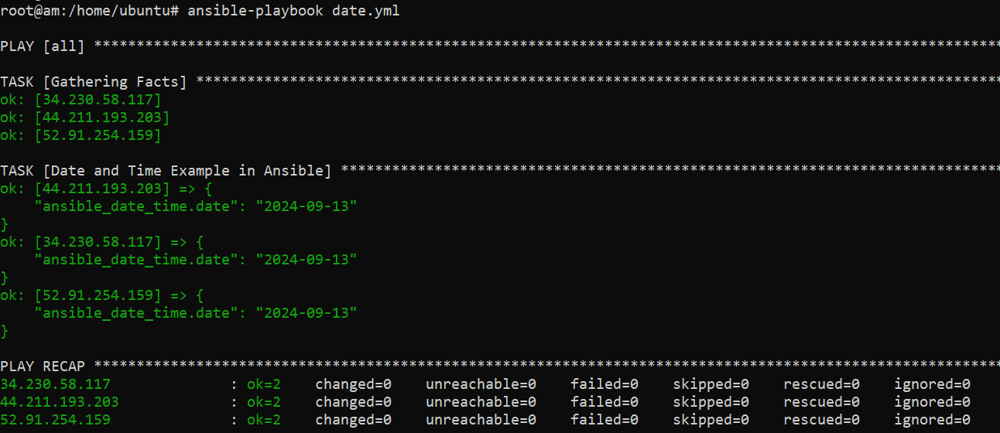 root@am:/home/ubuntu# ansible-playbook date.yml
PLAY [all] ***********************************************************************************************************
TASK [Gathering Facts] ***********************************************************************************************
ok: [34.230.58.117]
ok: [44.211.193.203]
ok: [52.91.254.159]
TASK [Date and Time Example in Ansible] ******************************************************************************
ok: [44.211.193.203] => {
    "ansible_date_time.date": "2024-09-13"
}
ok: [34.230.58.117] => {
    "ansible_date_time.date": "2024-09-13"
}
ok: [52.91.254.159] => {
    "ansible_date_time.date": "2024-09-13"
}
PLAY RECAP ***********************************************************************************************************
34.230.58.117              : ok=2    changed=0    unreachable=0    failed=0    skipped=0    rescued=0    ignored=0
44.211.193.203             : ok=2    changed=0    unreachable=0    failed=0    skipped=0    rescued=0    ignored=0
52.91.254.159              : ok=2    changed=0    unreachable=0    failed=0    skipped=0    rescued=0    ignored=0